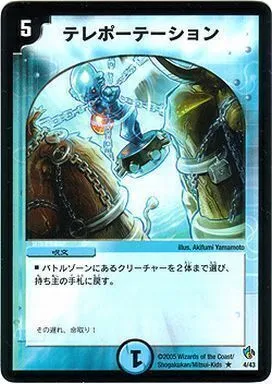 5
テレポーテーション
illus. Akifumi Yamamoto
呪文
■ バトルゾーンにあるクリーチャーを2体まで選び、
持ち主の手札に戻す。
その遅れ、命取り。
1
©2005 Wizards of the Coast/
Shogakukan/Mitsui-Kids ★ 4/43